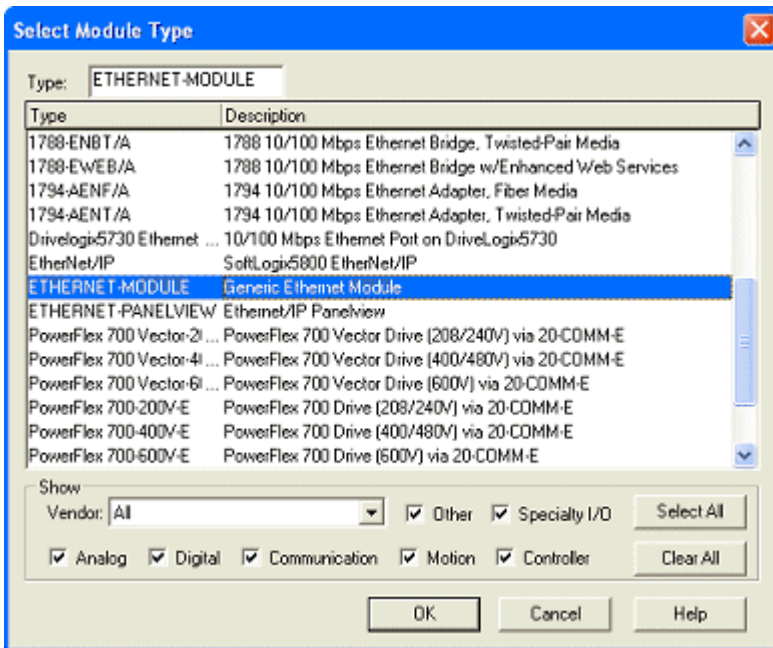 Select Module Type
Type: ETHERNET-MODULE
Type Description
1788-ENBT/A 1788 10/100 Mbps Ethernet Bridge, Twisted-Pair Media
1788-EWEB/A 1788 10/100 Mbps Ethernet Bridge w/Enhanced Web Services
1794-AENF/A 1794 10/100 Mbps Ethernet Adapter, Fiber Media
1794-AENT/A 1794 10/100 Mbps Ethernet Adapter, Twisted-Pair Media
Drivelogix5730 Ethernet ... 10/100 Mbps Ethernet Port on DriveLogix5730
EtherNet/IP SoftLogix5800 EtherNet/IP
ETHERNET-MODULE Generic Ethernet Module
ETHERNET-PANELVIEW Ethernet/IP Panelview
PowerFlex 700 Vector-2( ... PowerFlex 700 Vector Drive (208/240V) via 20-COMM-E
PowerFlex 700 Vector-4( ... PowerFlex 700 Vector Drive (400/480V) via 20-COMM-E
PowerFlex 700 Vector-6( ... PowerFlex 700 Vector Drive (600V) via 20-COMM-E
PowerFlex 700-200V-E PowerFlex 700 Drive (208/240V) via 20-COMM-E
PowerFlex 700-400V-E PowerFlex 700 Drive (400/480V) via 20-COMM-E
PowerFlex 700-600V-E PowerFlex 700 Drive (600V) via 20-COMM-E
Show
Vendor: All Other Specialty I/O Select All
Analog Digital Communication Motion Controller Clear All
OK Cancel Help